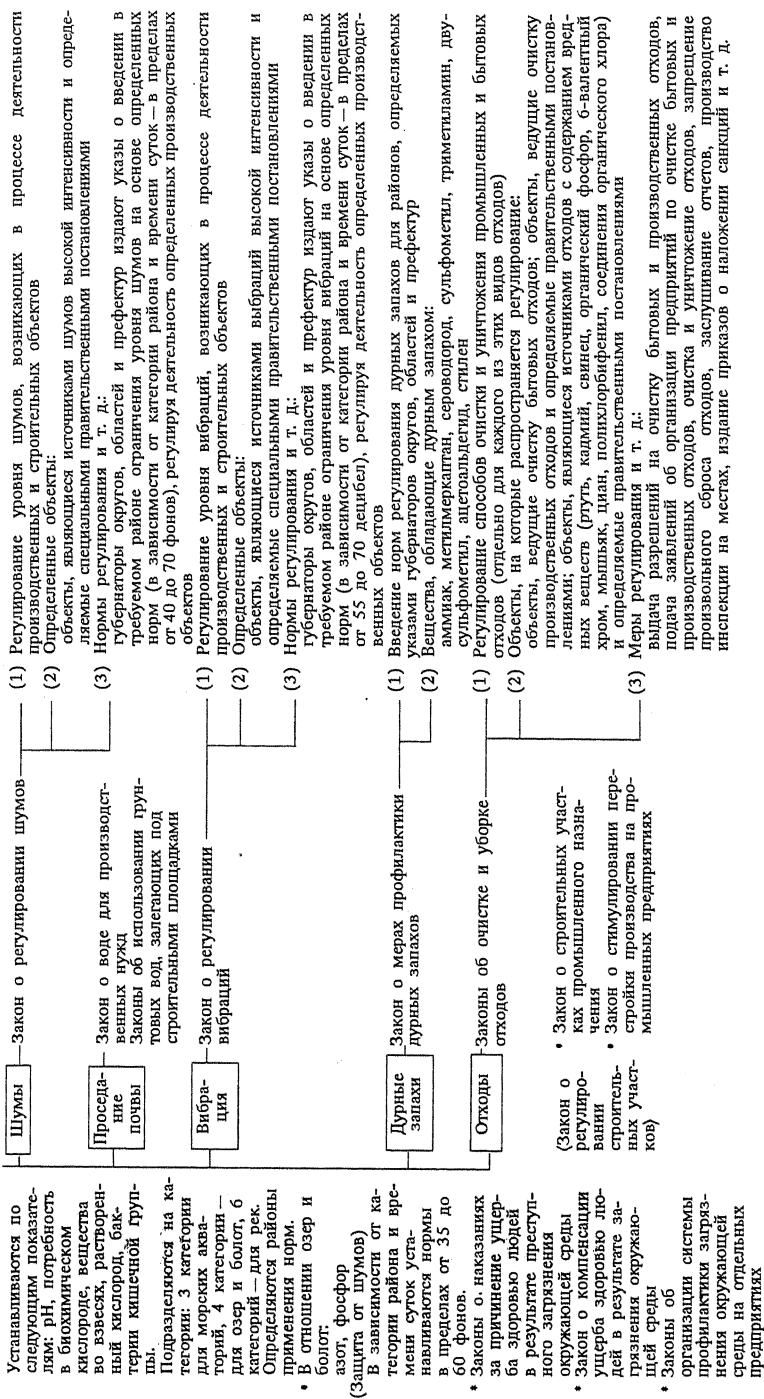 Устанавливаются по
следующим показате-
лям: pH, потребность
в биохимическом
кислороде, вещества
во взвесях, растворен-
ный кислород, бак-
терии кишечной груп-
пы.
Подразделяются на ка-
тегории: 3 категории
для морских аква-
торий, 4 категории —
для озер и болот, 6
категорий — для рек.
Определяются районы
применения норм.
• В отношении озер и
болот:
азот, фосфор
(Защита от шумов)
В зависимости от ка-
тегории района и вре-
мени суток уста-
навливаются нормы
в пределах от 35 до
60 фонов.
* Законы о. наказаниях
за причинение ущер-
ба здоровью людей
в результате преступ-
ного загрязнения
окружающей среды
* Закон о компенсации
ущерба здоровью лю-
дей в результате за-
грязнения окружаю-
щей среды
* Законы об
организации системы
профилактики загряз-
нения окружающей
среды на отдельных
предприятиях
Шумы
Закон о регулировании шумов
(1) Регулирование уровня шумов, возникающих в процессе деятельности
производственных и строительных объектов
(2) Определенные объекты:
объекты, являющиеся источниками шумов высокой интенсивности и опреде-
ляемые специальными правительственными постановлениями
(3) Нормы регулирования и т. д.:
губернаторы округов, областей и префектур издают указы о введении в
требуемом районе ограничения уровня шумов на основе определенных
норм (в зависимости от категории района и времени суток — в пределах
от 40 до 70 фонов), регулируя деятельность определенных производственных
объектов
Проседа-
ние
почвы
Закон о воде для производст-
венных нужд
Законы об использовании грун-
товых вод, залегающих под
строительными площадками
Вибра-
ция
Закон о регулировании
вибраций
(1) Регулирование уровня вибраций, возникающих в процессе деятельности
производственных и строительных объектов
(2) Определенные объекты:
объекты, являющиеся источниками выбраций высокой интенсивности и
определяемые специальными правительственными постановлениями
(3) Нормы регулирования и т. д.:
губернаторы округов, областей и префектур издают указы о введении в
требуемом районе ограничения уровня вибраций на основе определенных
норм (в зависимости от категории района и времени суток — в пределах
от 55 до 70 децибел), регулируя деятельность определенных производст-
венных объектов
Дурные
запахи
Закон о мерах профилактики
дурных запахов
(1) Введение норм регулирования дурных запахов для районов, определяемых
указами губернаторов округов, областей и префектур
(2) Вещества, обладающие дурным запахом:
аммиак, метилмеркаптан, сероводород, сульфометил, триметиламин, дву-
сульфометил, ацетоальдегид, стилен
Отходы
Законы об очистке и уборке
отходов
(1) Регулирование способов очистки и уничтожения промышленных и бытовых
отходов (отдельно для каждого из этих видов отходов)
(2) Объекты, на которые распространяется регулирование:
объекты, ведущие очистку бытовых отходов; объекты, ведущие очистку
производственных отходов и определяемые правительственными постанов-
лениями; объекты, являющиеся источниками отходов с содержанием вред-
ных веществ (ртуть, кадмий, свинец, органический фосфор, 6-валентный
хром, мышьяк, циан, полихлорбифенил, соединения органического хлора)
и определяемые правительственными постановлениями
(3) Меры регулирования и т. д.:
выдача разрешений на очистку бытовых и производственных отходов,
подача заявлений об организации предприятий по очистке бытовых и
производственных отходов, очистка и уничтожение отходов, запрещение
произвольного сброса отходов, заслушивание отчетов, производство
инспекции на местах, издание приказов о наложении санкций и т. д.
(Закон о
регулиро-
вании
строитель-
ных участ-
ков)
• Закон о строительных участ-
ках промышленного назна-
чения
• Закон о стимулировании пере-
стройки производства на про-
мышленных предприятиях